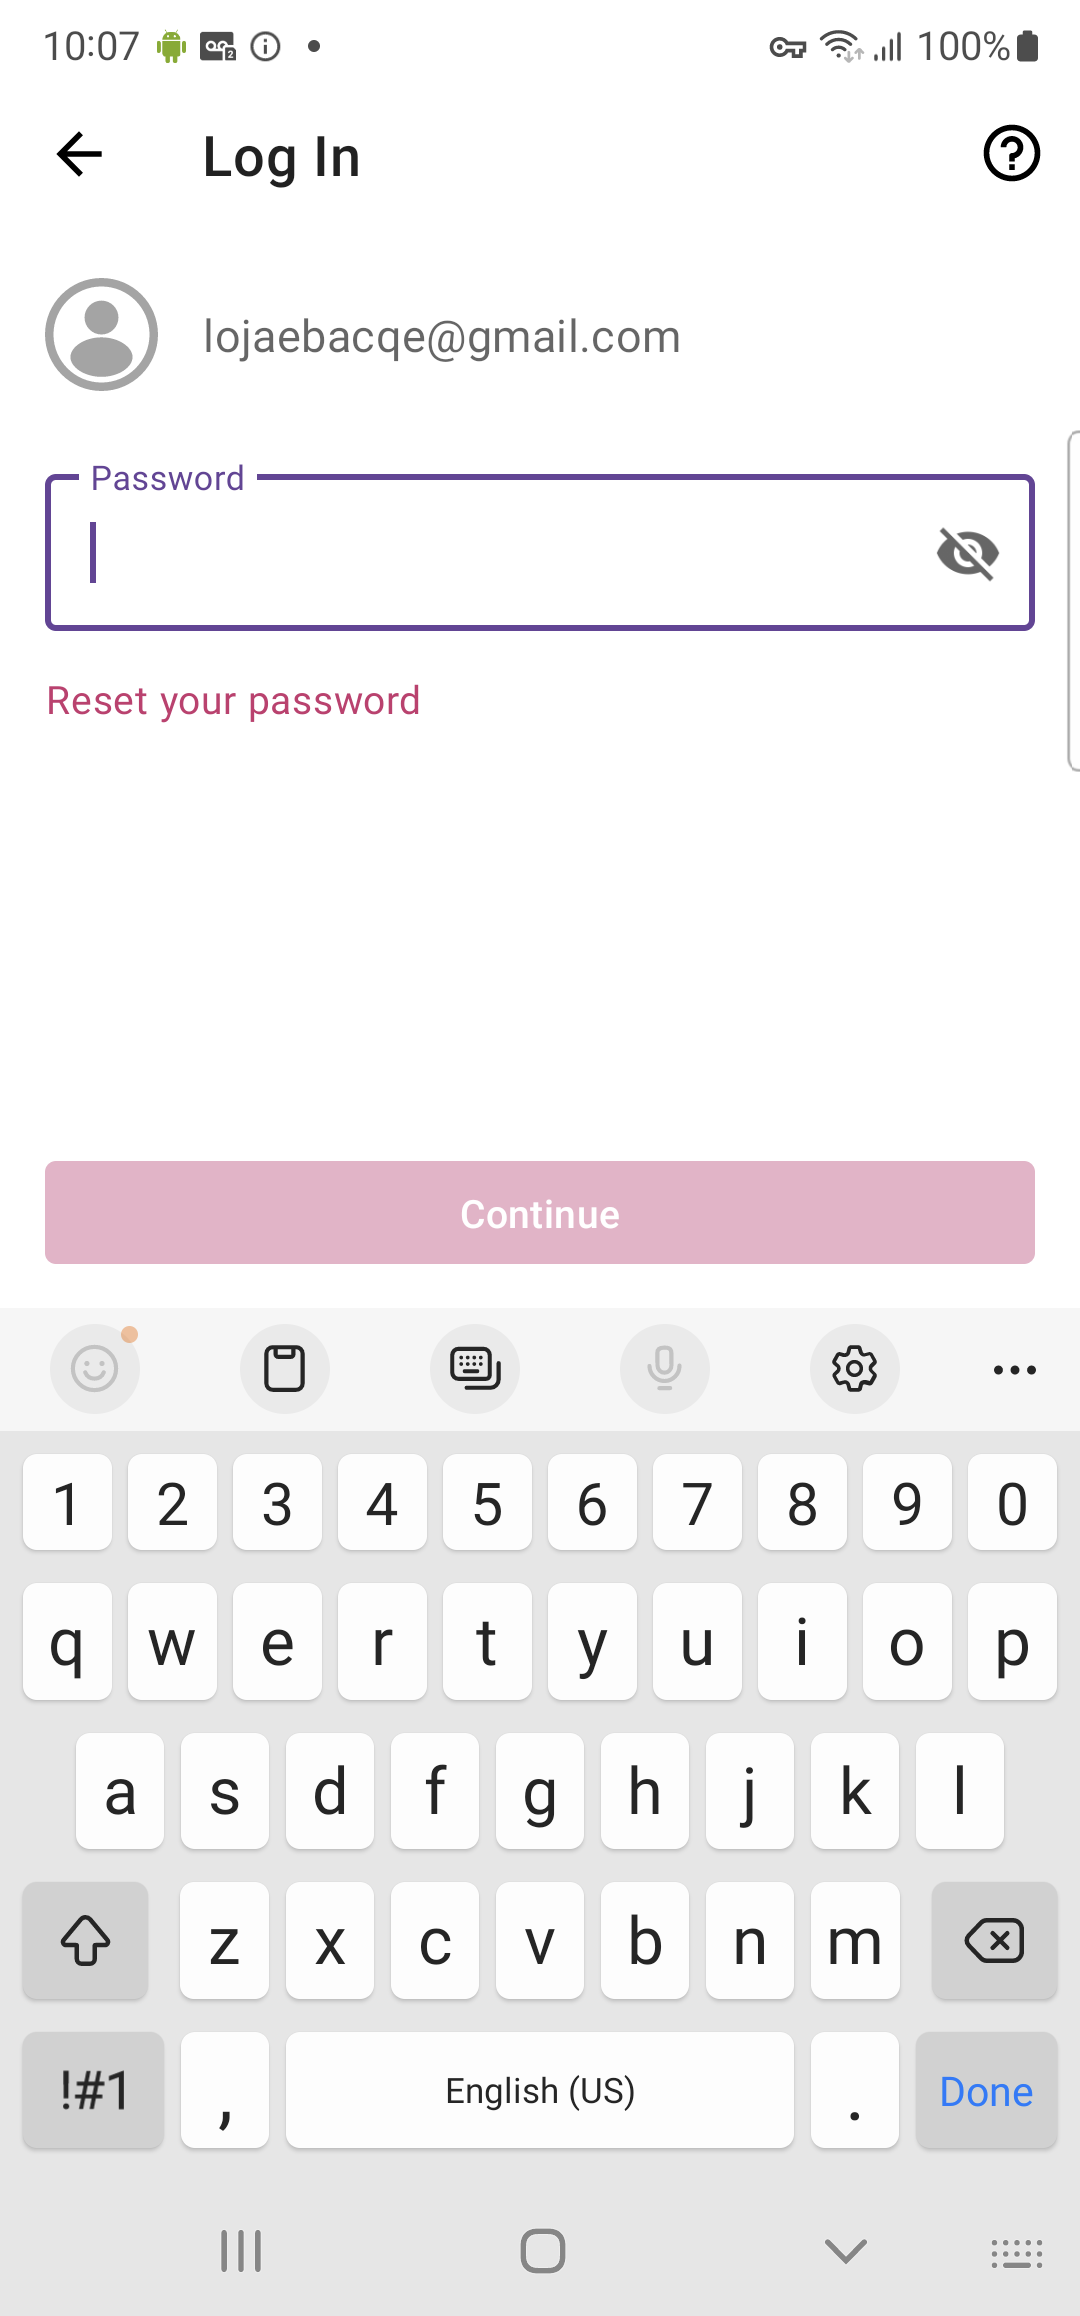 10:07 2 100%
Log In
lojaebacqe@gmail.com
Password
Reset your password
Continue
1 2 3 4 5 6 7 8 9 0
q w e r t y u i o p
a s d f g h j k l
z x c v b n m
!#1 , English (US) . Done